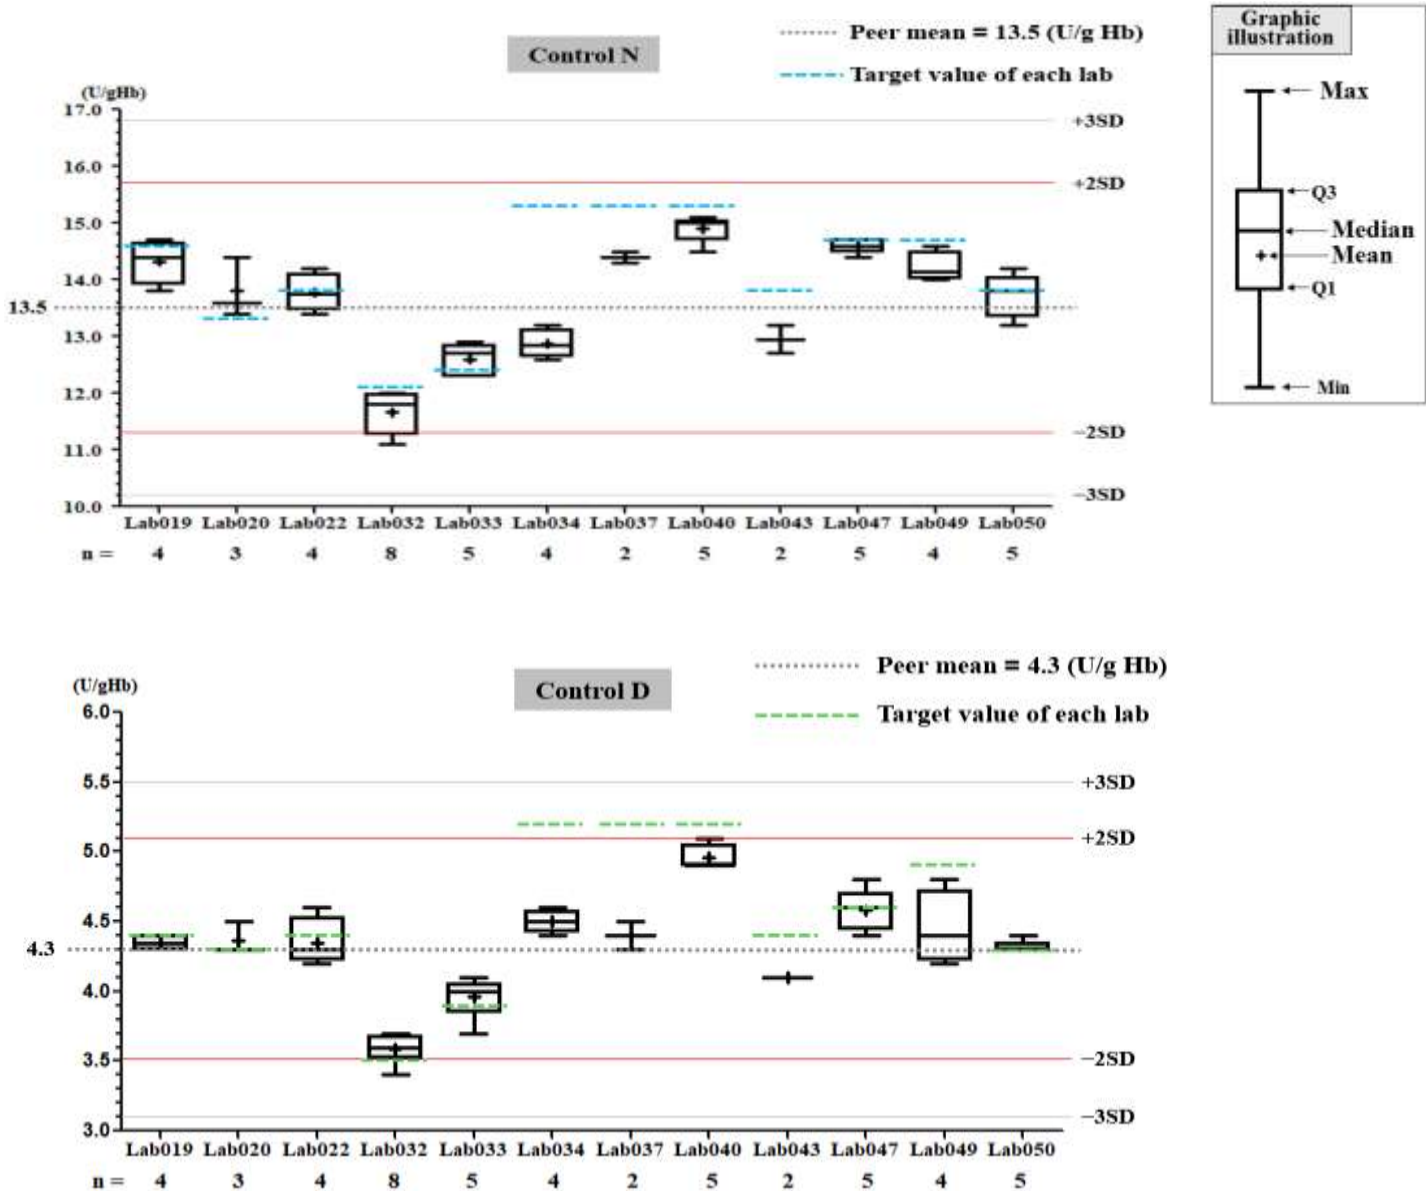 Control N
Peer mean = 13.5 (U/g Hb)
Target value of each lab
(U/gHb)
17.0
16.0
15.0
14.0
13.5
13.0
12.0
11.0
10.0
+3SD
+2SD
−2SD
−3SD
Lab019 Lab020 Lab022 Lab032 Lab033 Lab034 Lab037 Lab040 Lab043 Lab047 Lab049 Lab050
n = 4 3 4 8 5 4 2 5 2 5 4 5
Graphic
illustration
Max
Q3
Median
Mean
Q1
Min
Control D
Peer mean = 4.3 (U/g Hb)
Target value of each lab
(U/gHb)
6.0
5.5
5.0
4.5
4.3
4.0
3.5
3.0
+3SD
+2SD
−2SD
−3SD
Lab019 Lab020 Lab022 Lab032 Lab033 Lab034 Lab037 Lab040 Lab043 Lab047 Lab049 Lab050
n = 4 3 4 8 5 4 2 5 2 5 4 5